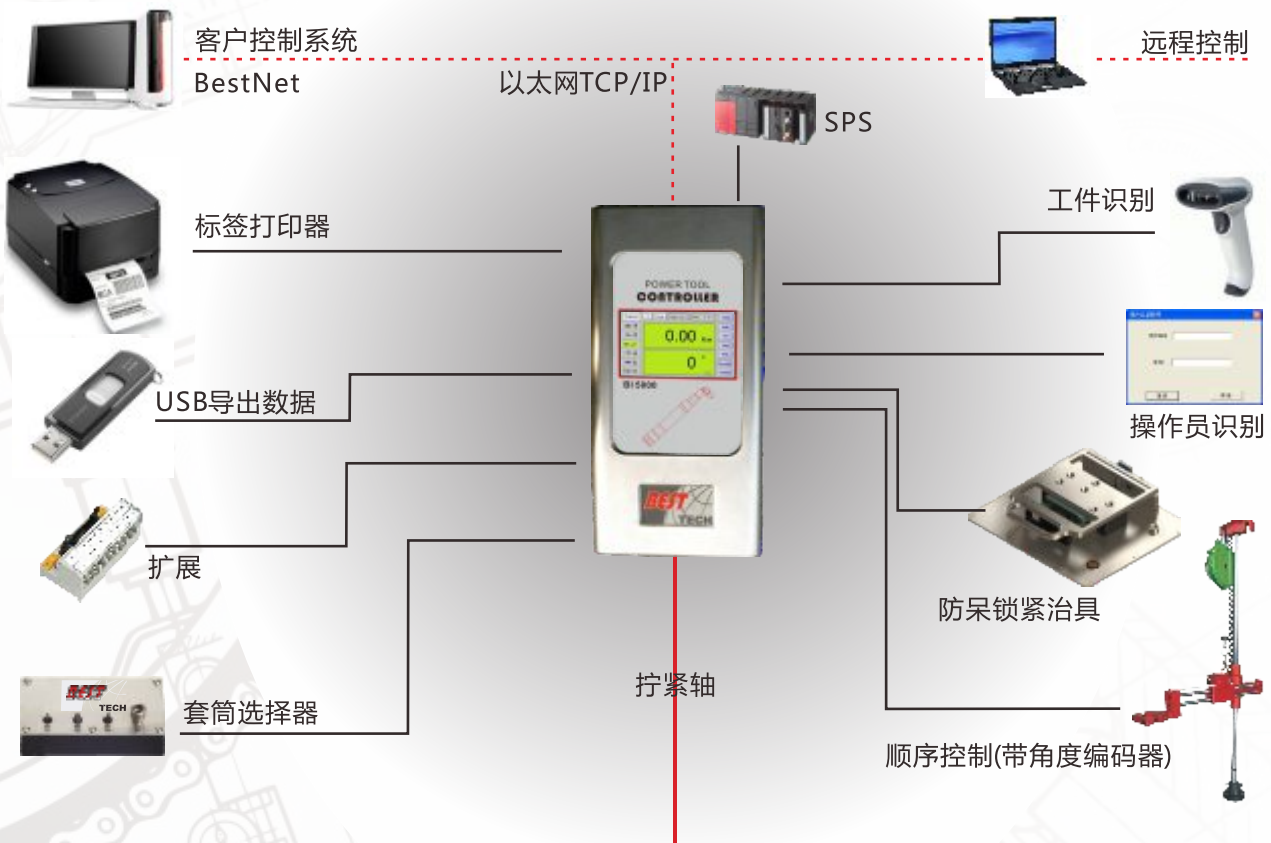 客户控制系统
BestNet
以太网TCP/IP
远程控制
SPS
标签打印器
工件识别
POWER TOOL
CONTROLLER
0.00
0
USB导出数据
操作员识别
BEST
TECH
扩展
防呆锁紧治具
拧紧轴
BEST
TECH
套筒选择器
顺序控制(带角度编码器)